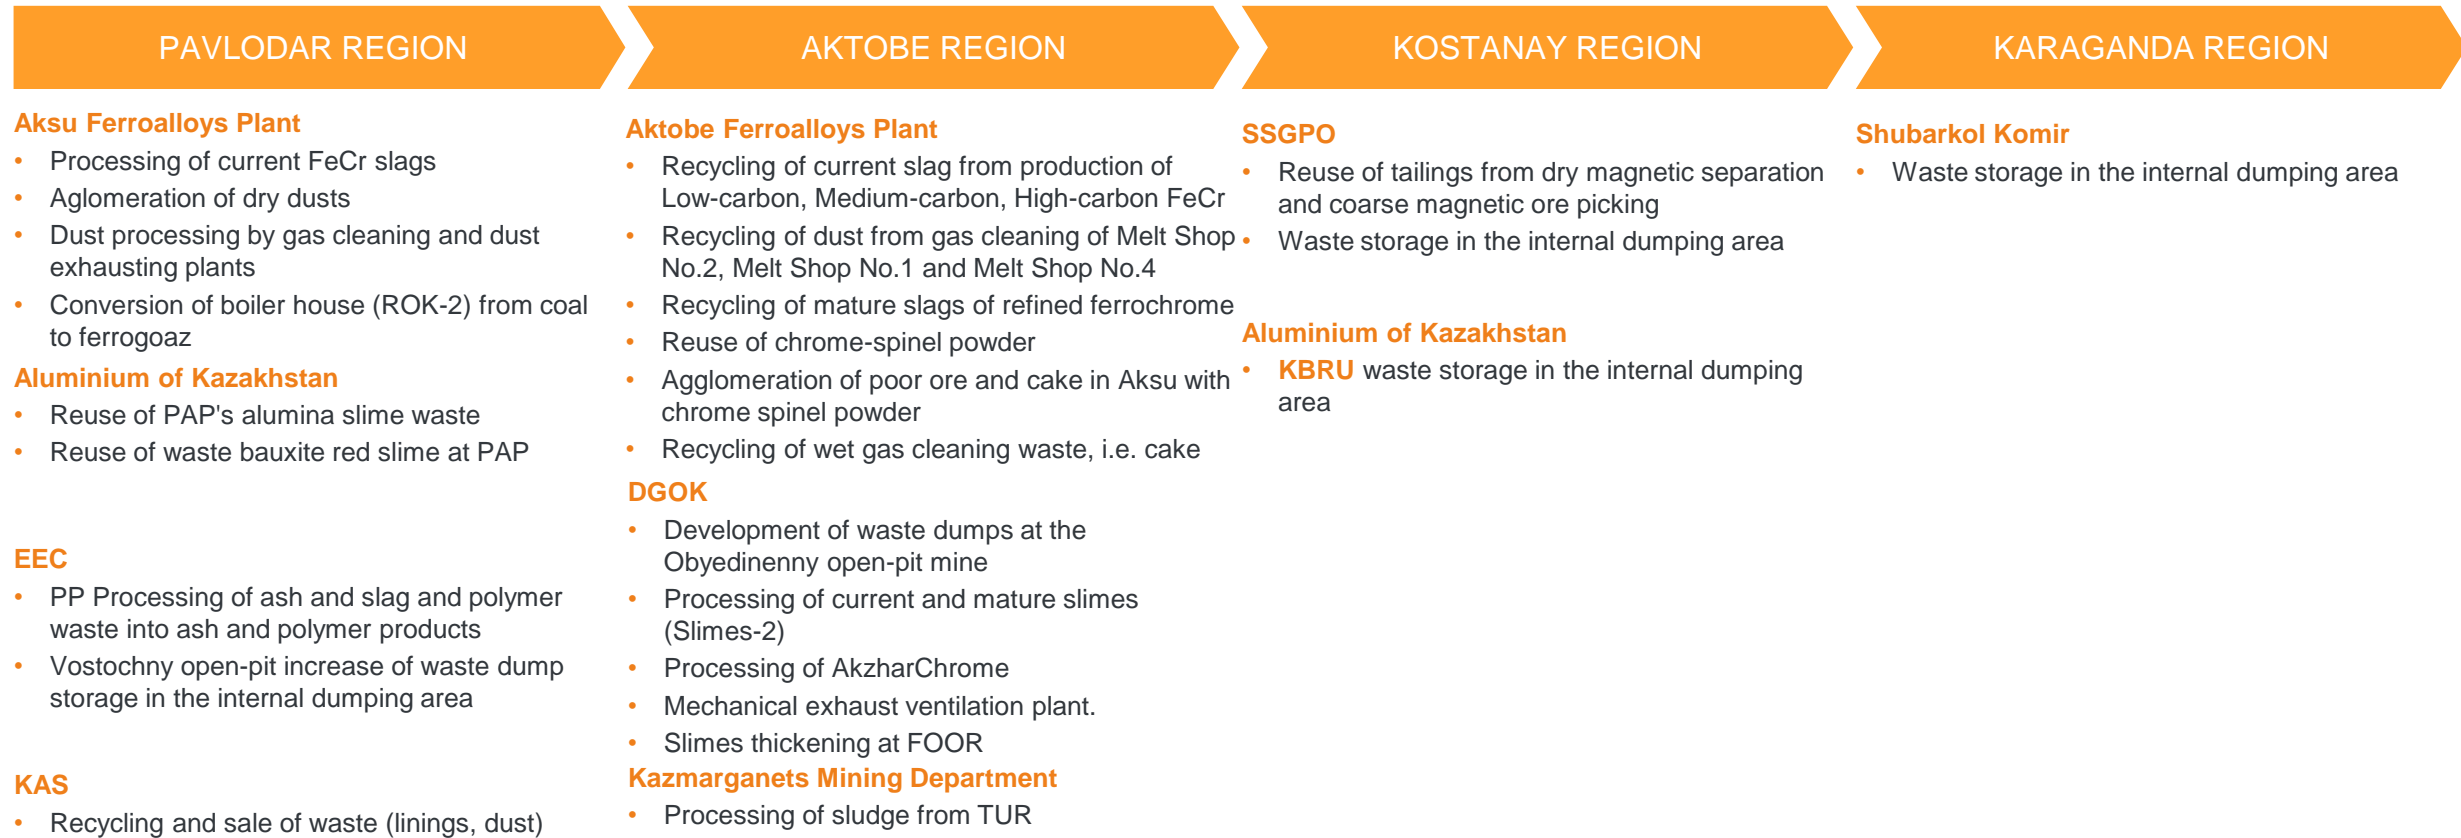 PAVLODAR REGION
Aksu Ferroalloys Plant
• Processing of current FeCr slags
• Aglomeration of dry dusts
• Dust processing by gas cleaning and dust
exhausting plants
• Conversion of boiler house (ROK-2) from coal
to ferrogoaz
Aluminium of Kazakhstan
• Reuse of PAP's alumina slime waste
• Reuse of waste bauxite red slime at PAP
EEC
• PP Processing of ash and slag and polymer
waste into ash and polymer products
• Vostochny open-pit increase of waste dump
storage in the internal dumping area
KAS
• Recycling and sale of waste (linings, dust)
AKTOBE REGION
Aktobe Ferroalloys Plant
• Recycling of current slag from production of
Low-carbon, Medium-carbon, High-carbon FeCr
• Recycling of dust from gas cleaning of Melt Shop
No.2, Melt Shop No.1 and Melt Shop No.4
• Recycling of mature slags of refined ferrochrome
• Reuse of chrome-spinel powder
• Agglomeration of poor ore and cake in Aksu with
chrome spinel powder
• Recycling of wet gas cleaning waste, i.e. cake
DGOK
• Development of waste dumps at the
Obyedinenny open-pit mine
• Processing of current and mature slimes
(Slimes-2)
• Processing of AkzharChrome
• Mechanical exhaust ventilation plant.
• Slimes thickening at FOOR
Kazmarganets Mining Department
• Processing of sludge from TUR
KOSTANAY REGION
SSGPO
• Reuse of tailings from dry magnetic separation
and coarse magnetic ore picking
• Waste storage in the internal dumping area
Aluminium of Kazakhstan
• KBRU waste storage in the internal dumping
area
KARAGANDA REGION
Shubarkol Komir
• Waste storage in the internal dumping area